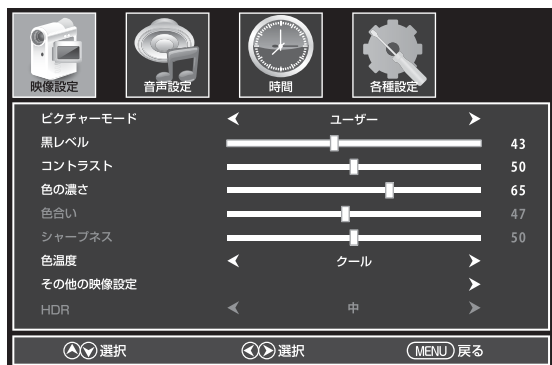 映像設定 音声設定 時間 各種設定
ピクチャーモード ユーザー
黒レベル 43
コントラスト 50
色の濃さ 65
色合い 47
シャープネス 50
色温度 クール
その他の映像設定
HDR 中
選択 選択 MENU 戻る